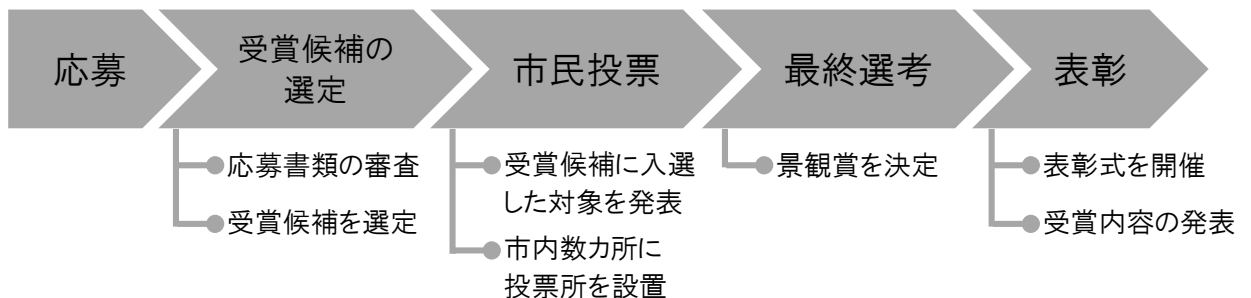 応募
受賞候補の
選定
市民投票
最終選考
表彰
応募書類の審査
受賞候補を選定
受賞候補に入選
した対象を発表
市内数カ所に
投票所を設置
景観賞を決定
表彰式を開催
受賞内容の発表